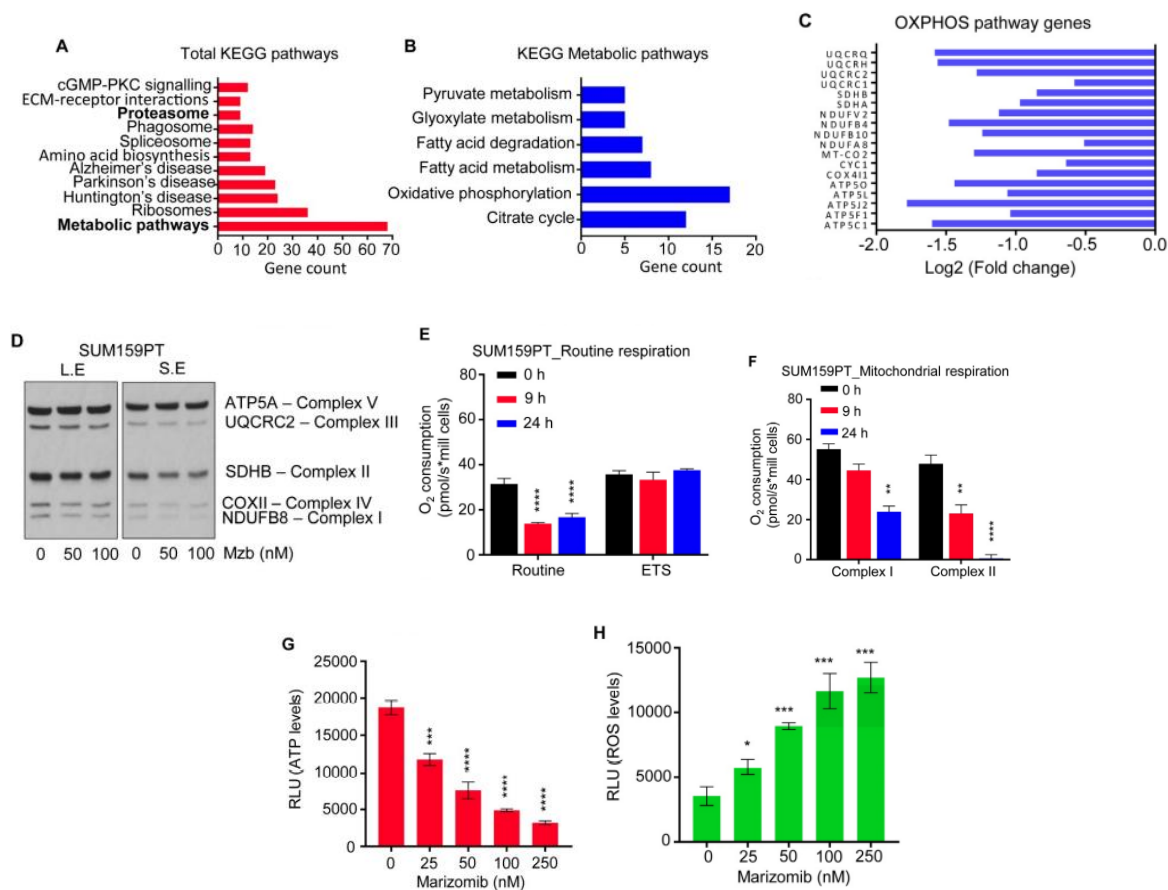 A
Total KEGG pathways
cGMP-PKC signalling
ECM-receptor interactions
Proteasome
Phagosome
Spliceosome
Amino acid biosynthesis
Alzheimer's disease
Parkinson's disease
Huntington's disease
Ribosomes
Metabolic pathways
0 10 20 30 40 50 60 70
Gene count
B
KEGG Metabolic pathways
Pyruvate metabolism
Glyoxylate metabolism
Fatty acid degradation
Fatty acid metabolism
Oxidative phosphorylation
Citrate cycle
0 5 10 15 20
Gene count
C
OXPHOS pathway genes
UQCRQ
UQCRH
UQCRC2
UQCRC1
SDHB
SDHA
NDUFV2
NDUFB4
NDUFB10
NDUFA8
MT-CO2
CYC1
COX4I1
ATP5O
ATP5L
ATP5J2
ATP5F1
ATP5C1
-2.0 -1.5 -1.0 -0.5 0.0
Log2 (Fold change)
D
SUM159PT
L.E S.E
ATP5A – Complex V
UQCRC2 – Complex III
SDHB – Complex II
COXII – Complex IV
NDUFB8 – Complex I
0 50 100 0 50 100 Mzb (nM)
E
SUM159PT_Routine respiration
0 h
9 h
24 h
80
60
40
20
0
O2 consumption
(pmol/s*mill cells)
**** ****
Routine ETS
F
SUM159PT_Mitochondrial respiration
0 h
9 h
24 h
80
60
40
20
0
O2 consumption
(pmol/s*mill cells)
** ** ****
Complex I Complex II
G
25000
20000
15000
10000
5000
0
RLU (ATP levels)
*** **** **** ****
0 25 50 100 250
Marizomib (nM)
H
15000
10000
5000
0
RLU (ROS levels)
* *** *** ***
0 25 50 100 250
Marizomib (nM)